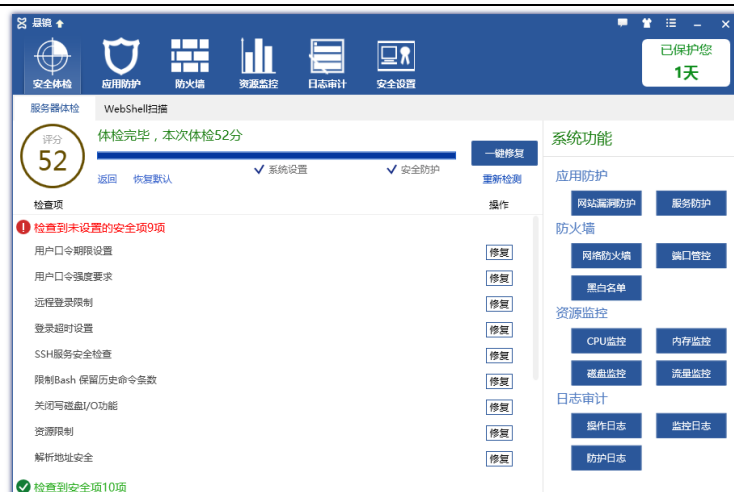 悬镜
已保护您
1天
安全体检 应用防护 防火墙 资源监控 日志审计 安全设置
服务器体检 WebShell扫描
评分
52
体检完毕，本次体检52分
一键修复
系统设置 安全防护
返回 恢复默认 重新检测
检查项 操作
检查到未设置的安全项9项
用户口令期限设置 修复
用户口令强度要求 修复
远程登录限制 修复
登录超时设置 修复
SSH服务安全检查 修复
限制Bash 保留历史命令条数 修复
关闭写磁盘I/O功能 修复
资源限制 修复
解析地址安全 修复
检查到安全项10项
系统功能
应用防护
网站漏洞防护 服务防护
防火墙
网络防火墙 端口管控
黑白名单
资源监控
CPU监控 内存监控
磁盘监控 流量监控
日志审计
操作日志 监控日志
防护日志